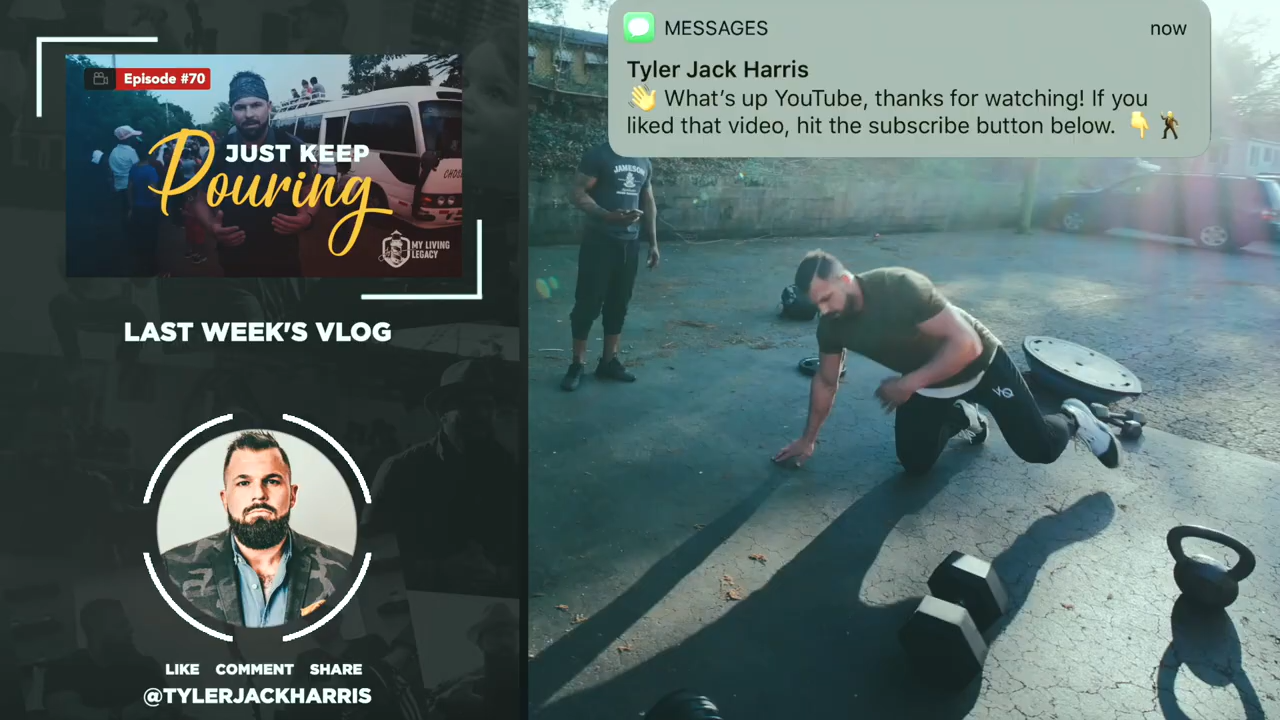 Episode #70
JUST KEEP
Pouring
MY LIVING
LEGACY
LAST WEEK'S VLOG
LIKE COMMENT SHARE
@TYLERJACKHARRIS
MESSAGES
now
Tyler Jack Harris
👋 What's up YouTube, thanks for watching! If you
liked that video, hit the subscribe button below. 👇🕺
JAMESON